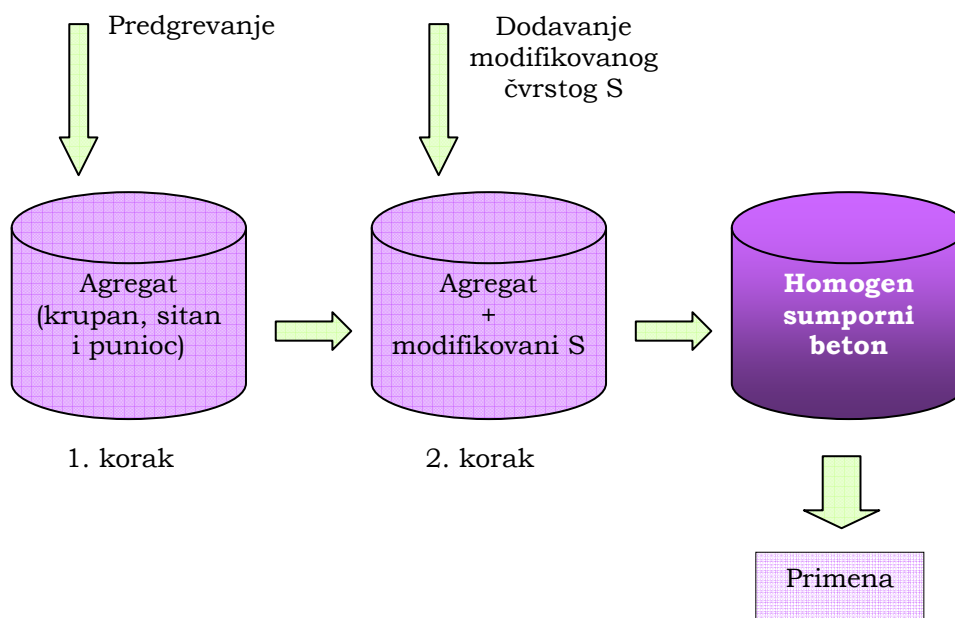 Predgrevanje
Dodavanje
modifikovanog
čvrstog S
Agregat
(krupan, sitan
i punioc)
Agregat
+
modifikovani S
Homogen
sumporni
beton
1. korak
2. korak
Primena